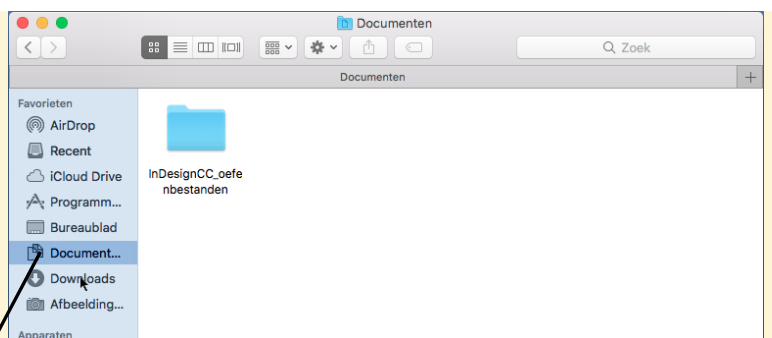 Documenten
Zoek
Documenten
Favorieten
AirDrop
Recent
iCloud Drive
Programm...
Bureaublad
Document...
Downloads
Afbeelding...
Apparaten
InDesignCC_oefe
nbestanden